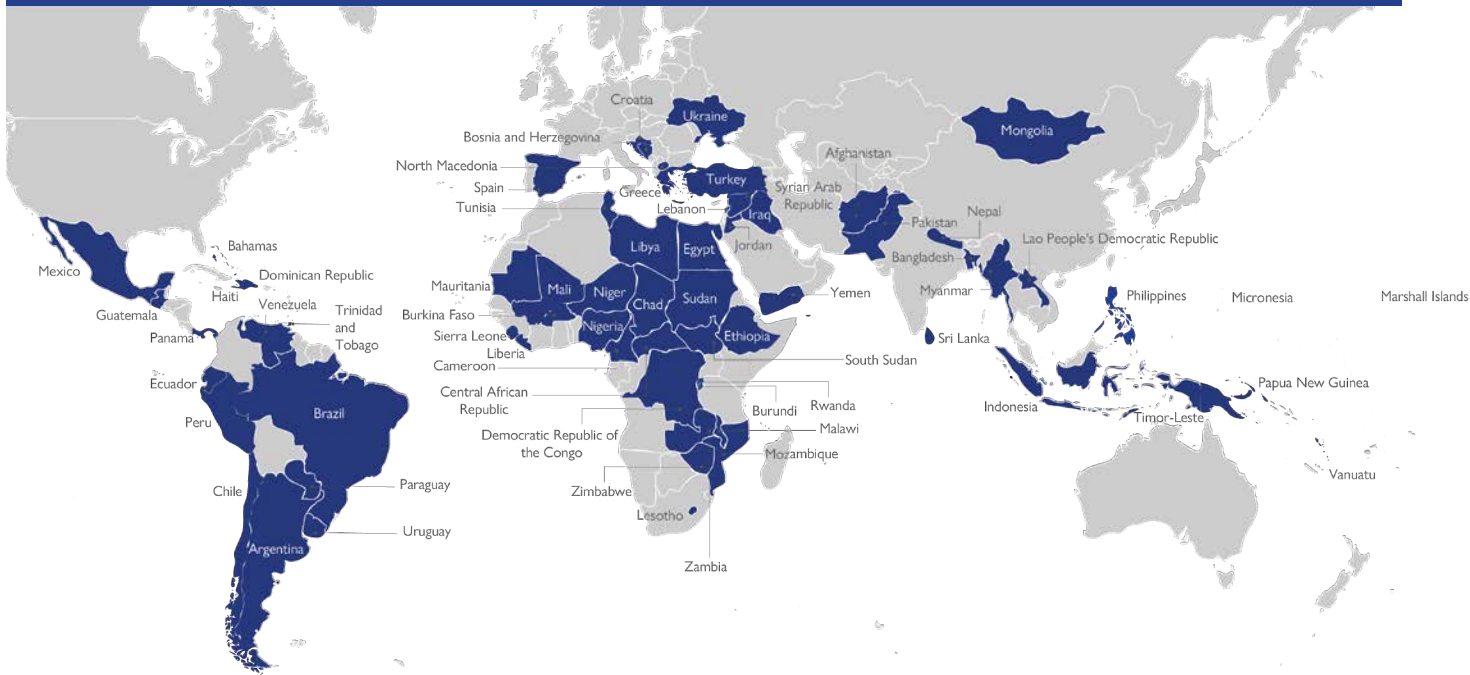 Croatia
Ukraine
Bosnia and Herzegovina
Mongolia
Afghanistan
North Macedonia
Turkey
Spain
Greece
Syrian Arab
Republic
Tunisia
Lebanon
Iraq
Nepal
Pakistan
Jordan
Lao People's Democratic Republic
Bahamas
Libya
Egypt
Bangladesh
Mexico
Dominican Republic
Haiti
Mauritania
Mali
Niger
Chad
Sudan
Yemen
Myanmar
Philippines
Micronesia
Marshall Islands
Venezuela
Trinidad
and
Tobago
Guatemala
Burkina Faso
Nigeria
Ethiopia
Panama
Sierra Leone
Liberia
Sri Lanka
Cameroon
South Sudan
Ecuador
Central African
Republic
Papua New Guinea
Brazil
Burundi
Rwanda
Indonesia
Timor-Leste
Peru
Malawi
Democratic Republic of
the Congo
Mozambique
Vanuatu
Chile
Paraguay
Zimbabwe
Lesotho
Uruguay
Argentina
Zambia